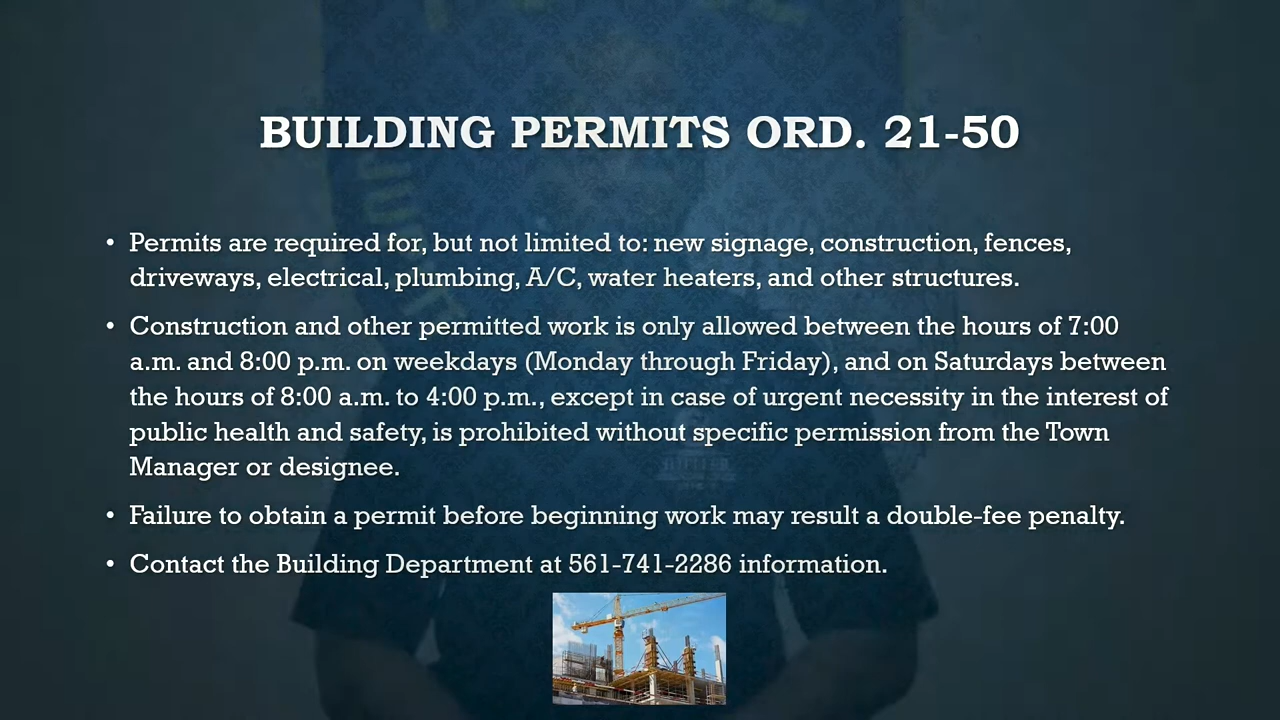 BUILDING PERMITS ORD. 21-50
• Permits are required for, but not limited to: new signage, construction, fences,
driveways, electrical, plumbing, A/C, water heaters, and other structures.
• Construction and other permitted work is only allowed between the hours of 7:00
a.m. and 8:00 p.m. on weekdays (Monday through Friday), and on Saturdays between
the hours of 8:00 a.m. to 4:00 p.m., except in case of urgent necessity in the interest of
public health and safety, is prohibited without specific permission from the Town
Manager or designee.
• Failure to obtain a permit before beginning work may result a double-fee penalty.
• Contact the Building Department at 561-741-2286 information.